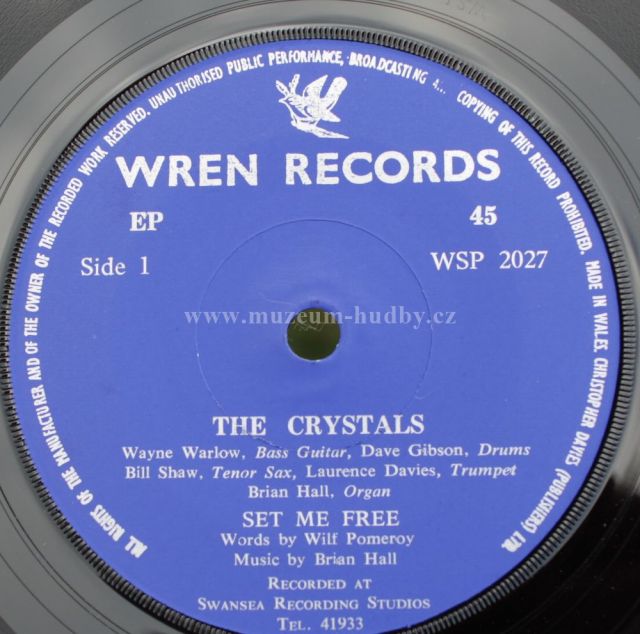 ALL RIGHTS OF THE MANUFACTURER AND OF THE OWNER OF THE RECORDED WORK RESERVED. UNAUTHORISED PUBLIC PERFORMANCE, BROADCASTING & COPYING OF THIS RECORD PROHIBITED. MADE IN WALES, CHRISTOPHER DAVIES (PUBLISHERS) LTD.
WREN RECORDS
EP 45
Side 1 WSP 2027
www.muzeum-hudby.cz
THE CRYSTALS
Wayne Warlow, Bass Guitar, Dave Gibson, Drums
Bill Shaw, Tenor Sax, Laurence Davies, Trumpet
Brian Hall, Organ
SET ME FREE
Words by Wilf Pomeroy
Music by Brian Hall
RECORDED AT
SWANSEA RECORDING STUDIOS
TEL. 41933